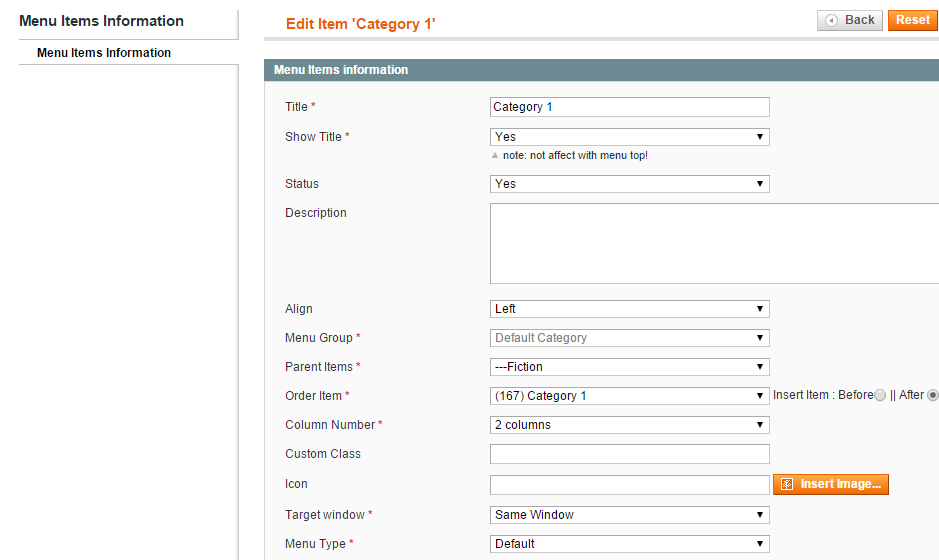 Menu Items Information
Menu Items Information
Edit Item 'Category 1'
Back
Reset
Menu Items information
Title *
Category 1
Show Title *
Yes
note: not affect with menu top!
Status
Yes
Description
Align
Left
Menu Group *
Default Category
Parent Items *
---Fiction
Order Item *
(167) Category 1
Insert Item : Before || After
Column Number *
2 columns
Custom Class
Icon
Insert Image...
Target window *
Same Window
Menu Type *
Default